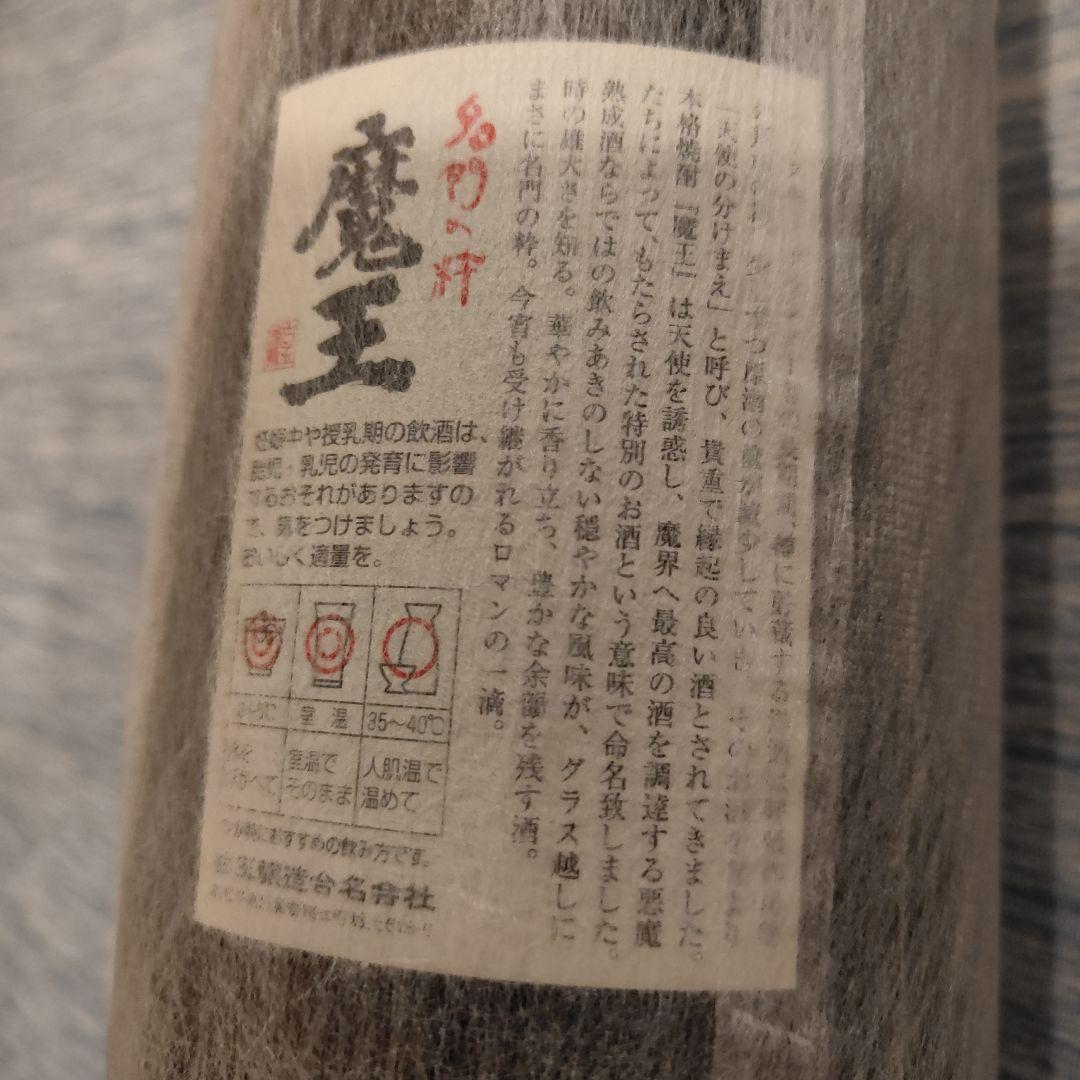 「天使の分けまえ」と呼び、貴重で縁起の良い酒とされてきました。
本格焼酎『魔王』は天使を誘惑し、魔界へ最高の酒を調達する悪魔
たちによって、もたらされた特別のお酒という意味で命名致しました。
熟成酒ならではの飲みあきのしない穏やかな風味が、グラス越しに
時の雄大さを知る。華やかに香り立ち、豊かな余韻を残す酒。
まさに名門の粋。今宵も受け継がれるロマンの一滴。
名門の粋
魔王
妊娠中や授乳期の飲酒は、
胎児・乳児の発育に影響
するおそれがありますの
で、気をつけましょう。
おいしく適量を。
室温
35〜40℃
室温で
そのまま
人肌温で
温めて
特におすすめの飲み方です。
白玉醸造合名会社